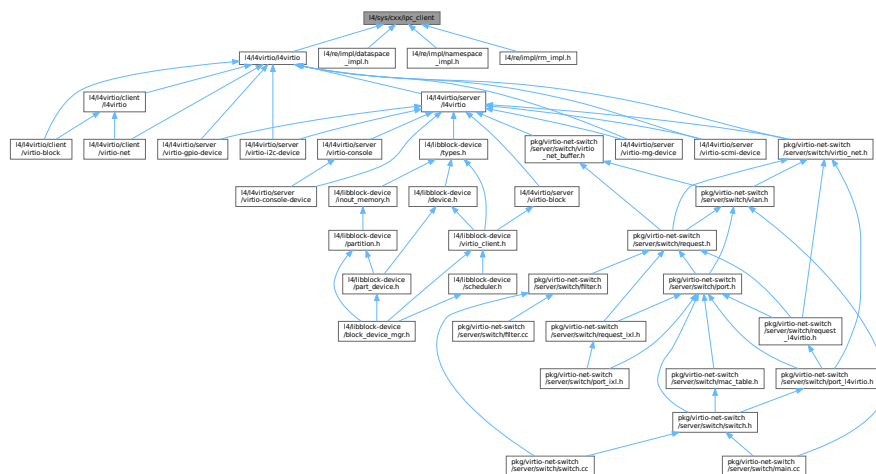 l4/sys/cxx/ipc_client
l4/l4virtio/l4virtio
l4/re/impl/dataspace
_impl.h
l4/re/impl/namespace
_impl.h
l4/re/impl/rm_impl.h
l4/l4virtio/client
/l4virtio
l4/l4virtio/server
/l4virtio
l4/l4virtio/client
/virtio-block
l4/l4virtio/client
/virtio-net
l4/l4virtio/server
/virtio-gpio-device
l4/l4virtio/server
/virtio-i2c-device
l4/l4virtio/server
/virtio-console
l4/libblock-device
/types.h
pkg/virtio-net-switch
/server/switch/virtio
_net_buffer.h
l4/l4virtio/server
/virtio-rng-device
l4/l4virtio/server
/virtio-scmi-device
pkg/virtio-net-switch
/server/switch/virtio_net.h
l4/l4virtio/server
/virtio-console-device
l4/libblock-device
/inout_memory.h
l4/libblock-device
/device.h
l4/l4virtio/server
/virtio-block
pkg/virtio-net-switch
/server/switch/vlan.h
l4/libblock-device
/partition.h
l4/libblock-device
/virtio_client.h
pkg/virtio-net-switch
/server/switch/request.h
l4/libblock-device
/part_device.h
l4/libblock-device
/scheduler.h
pkg/virtio-net-switch
/server/switch/filter.h
pkg/virtio-net-switch
/server/switch/port.h
l4/libblock-device
/block_device_mgr.h
pkg/virtio-net-switch
/server/switch/filter.cc
pkg/virtio-net-switch
/server/switch/request_ixl.h
pkg/virtio-net-switch
/server/switch/request
_l4virtio.h
pkg/virtio-net-switch
/server/switch/port_ixl.h
pkg/virtio-net-switch
/server/switch/mac_table.h
pkg/virtio-net-switch
/server/switch/port_l4virtio.h
pkg/virtio-net-switch
/server/switch/switch.h
pkg/virtio-net-switch
/server/switch/switch.cc
pkg/virtio-net-switch
/server/switch/main.cc